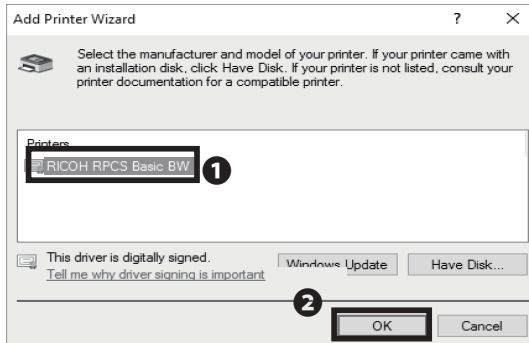 Add Printer Wizard ? ×
Select the manufacturer and model of your printer. If your printer came with
an installation disk, click Have Disk. If your printer is not listed, consult your
printer documentation for a compatible printer.
Printers
RICOH RPCS Basic BW 1
This driver is digitally signed.
Tell me why driver signing is important
Windows Update Have Disk...
2
OK Cancel